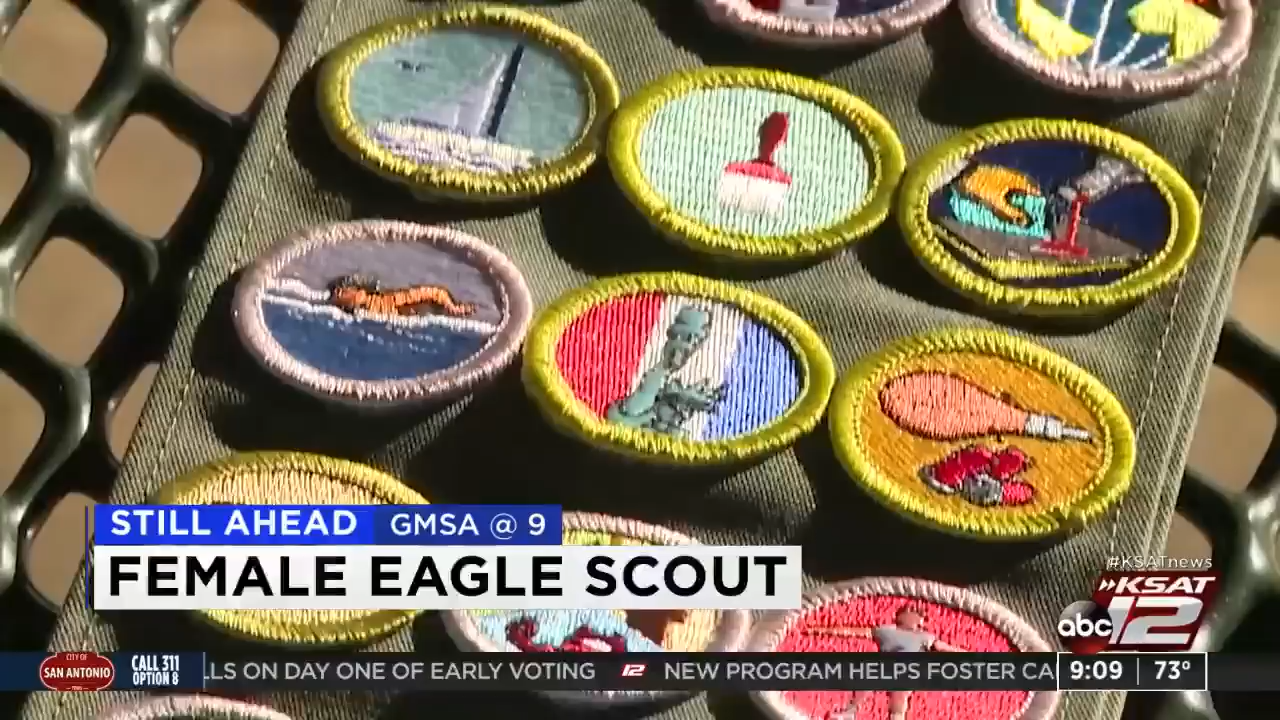 STILL AHEAD GMSA @ 9
FEMALE EAGLE SCOUT
#KSATnews
KSAT
abc 12
CITY OF
SAN ANTONIO
CALL 311
OPTION 8
LLS ON DAY ONE OF EARLY VOTING 12 NEW PROGRAM HELPS FOSTER CA
9:09 73°